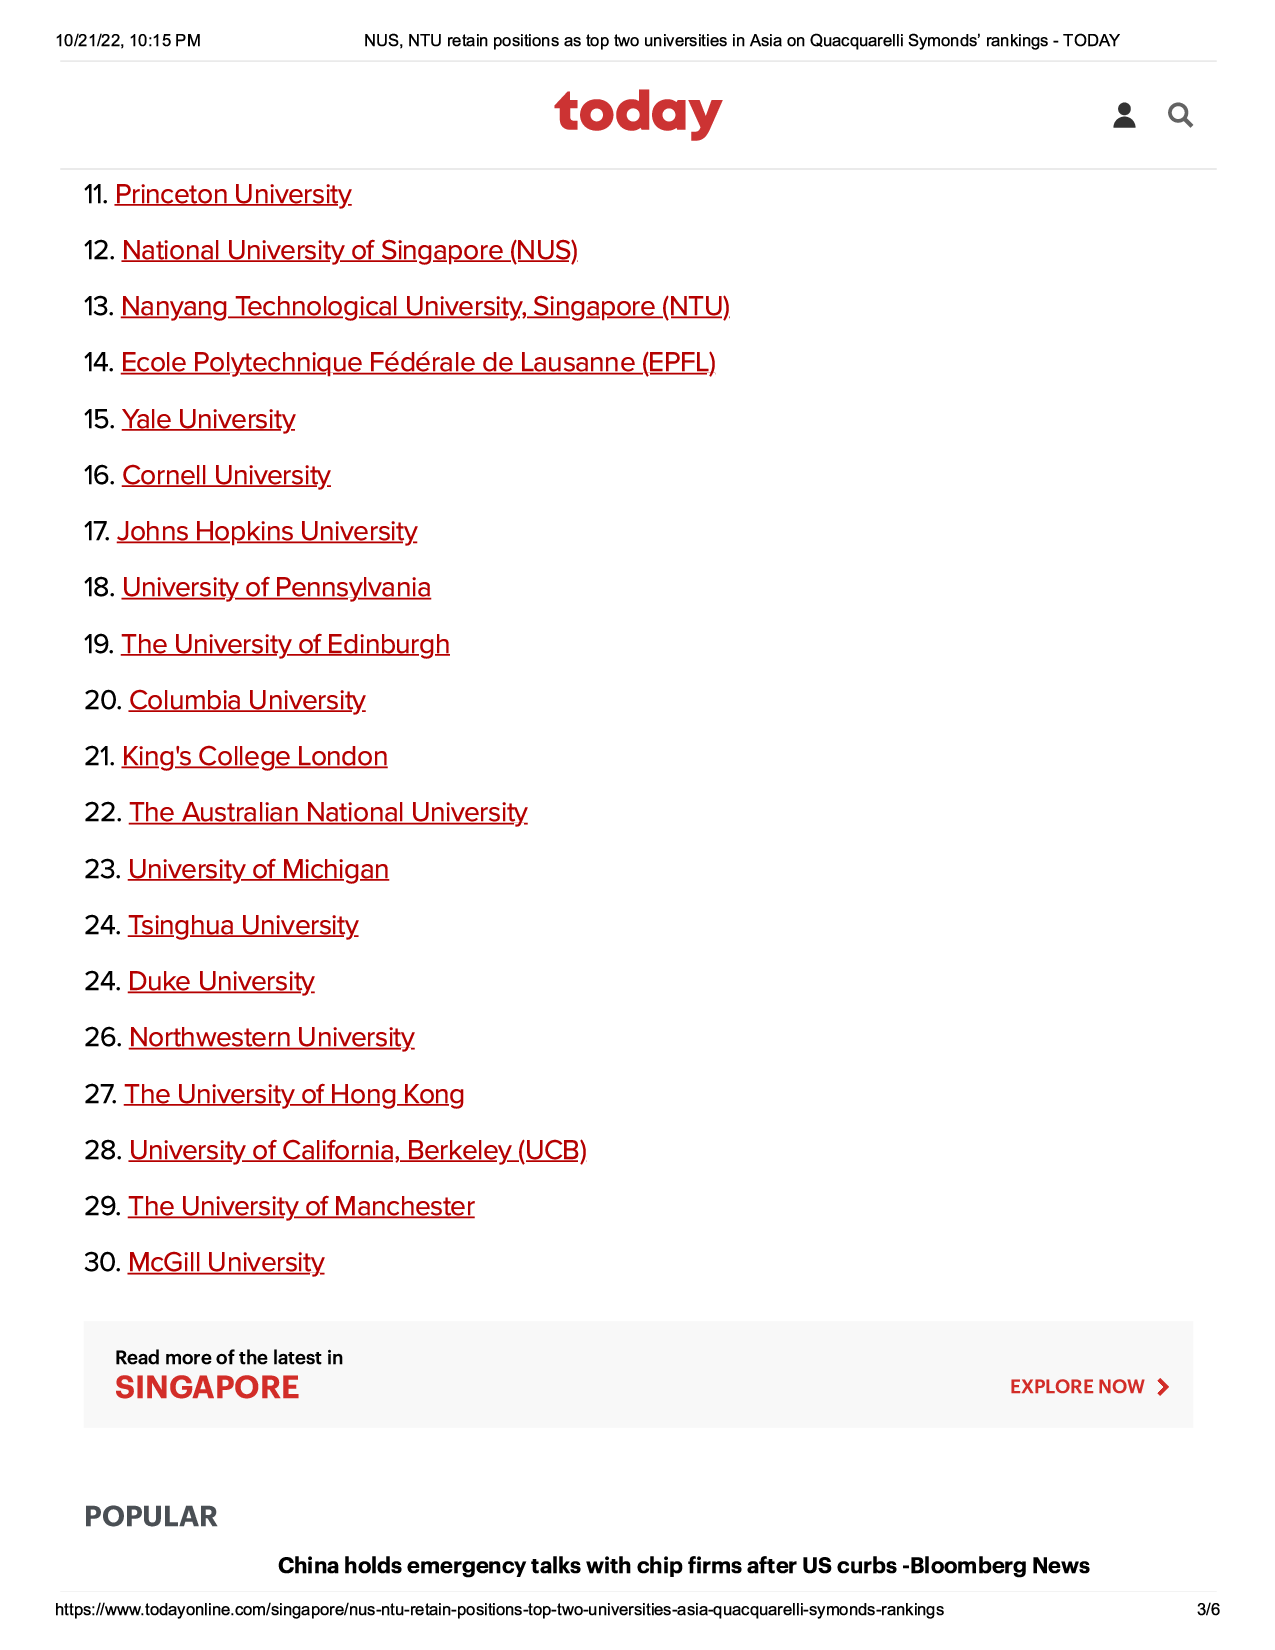 10/21/22, 10:15 PM NUS, NTU retain positions as top two universities in Asia on Quacquarelli Symonds’ rankings - TODAY
today
11. Princeton University
12. National University of Singapore (NUS)
13. Nanyang Technological University, Singapore (NTU)
14. Ecole Polytechnique Fédérale de Lausanne (EPFL)
15. Yale University
16. Cornell University
17. Johns Hopkins University
18. University of Pennsylvania
19. The University of Edinburgh
20. Columbia University
21. King's College London
22. The Australian National University
23. University of Michigan
24. Tsinghua University
24. Duke University
26. Northwestern University
27. The University of Hong Kong
28. University of California, Berkeley (UCB)
29. The University of Manchester
30. McGill University
Read more of the latest in
SINGAPORE
EXPLORE NOW
POPULAR
China holds emergency talks with chip firms after US curbs -Bloomberg News
https://www.todayonline.com/singapore/nus-ntu-retain-positions-top-two-universities-asia-quacquarelli-symonds-rankings 3/6